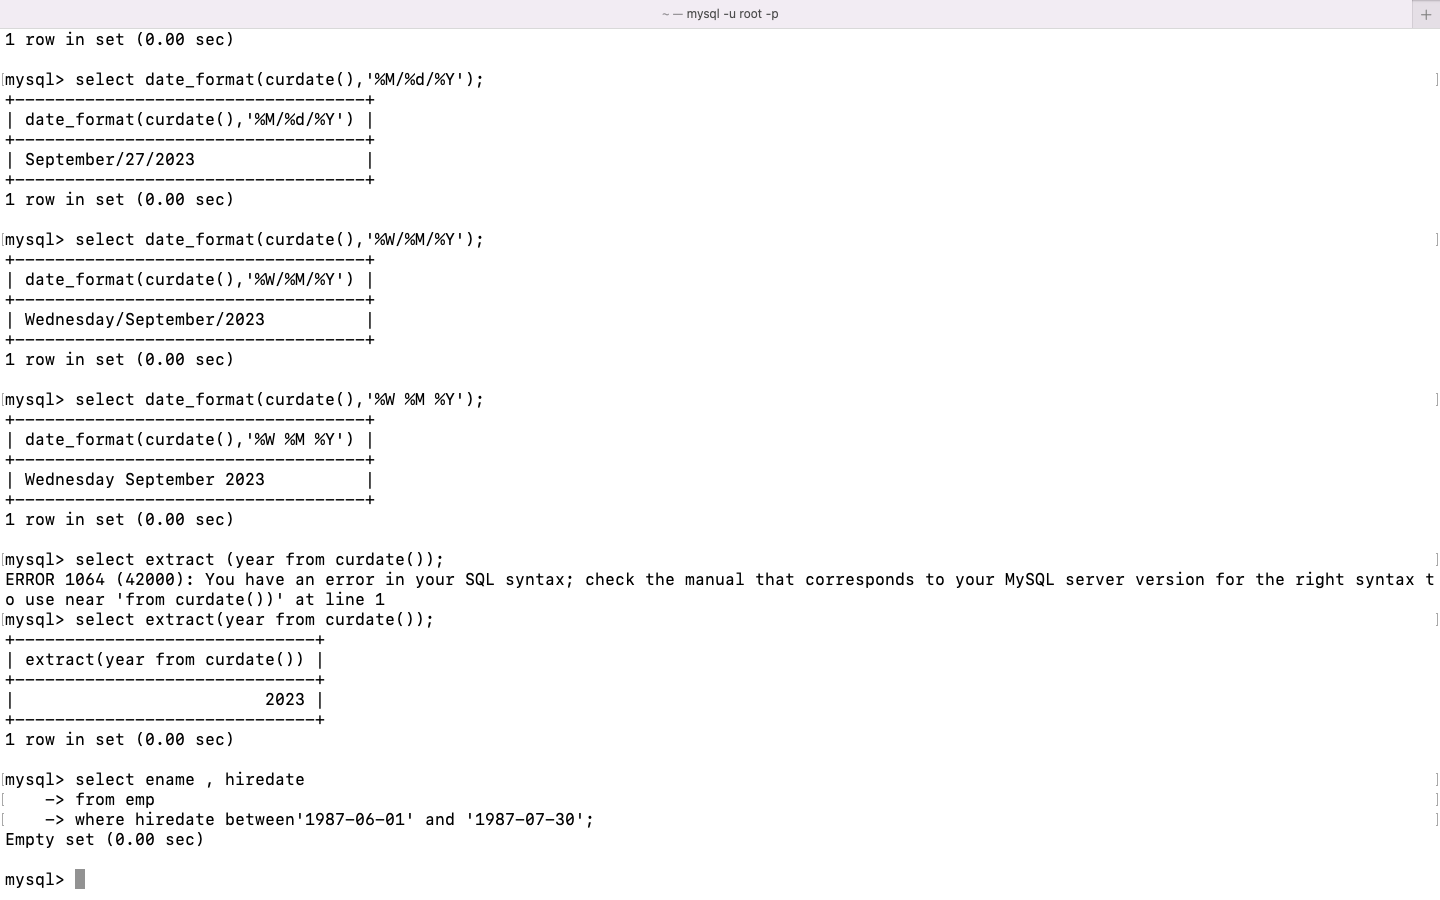 ~ — mysql -u root -p
+
1 row in set (0.00 sec)
[mysql> select date_format(curdate(),'%M/%d/%Y');                                                                                               ]
+-----------------------------------+
| date_format(curdate(),'%M/%d/%Y') |
+-----------------------------------+
| September/27/2023                 |
+-----------------------------------+
1 row in set (0.00 sec)
[mysql> select date_format(curdate(),'%W/%M/%Y');                                                                                               ]
+-----------------------------------+
| date_format(curdate(),'%W/%M/%Y') |
+-----------------------------------+
| Wednesday/September/2023          |
+-----------------------------------+
1 row in set (0.00 sec)
[mysql> select date_format(curdate(),'%W %M %Y');                                                                                               ]
+-----------------------------------+
| date_format(curdate(),'%W %M %Y') |
+-----------------------------------+
| Wednesday September 2023          |
+-----------------------------------+
1 row in set (0.00 sec)
[mysql> select extract (year from curdate());                                                                                                   ]
ERROR 1064 (42000): You have an error in your SQL syntax; check the manual that corresponds to your MySQL server version for the right syntax t
o use near 'from curdate())' at line 1
[mysql> select extract(year from curdate());                                                                                                    ]
+------------------------------+
| extract(year from curdate()) |
+------------------------------+
|                         2023 |
+------------------------------+
1 row in set (0.00 sec)
[mysql> select ename , hiredate                                                                                                                 ]
[    -> from emp                                                                                                                                ]
[    -> where hiredate between'1987-06-01' and '1987-07-30';                                                                                    ]
Empty set (0.00 sec)
mysql>